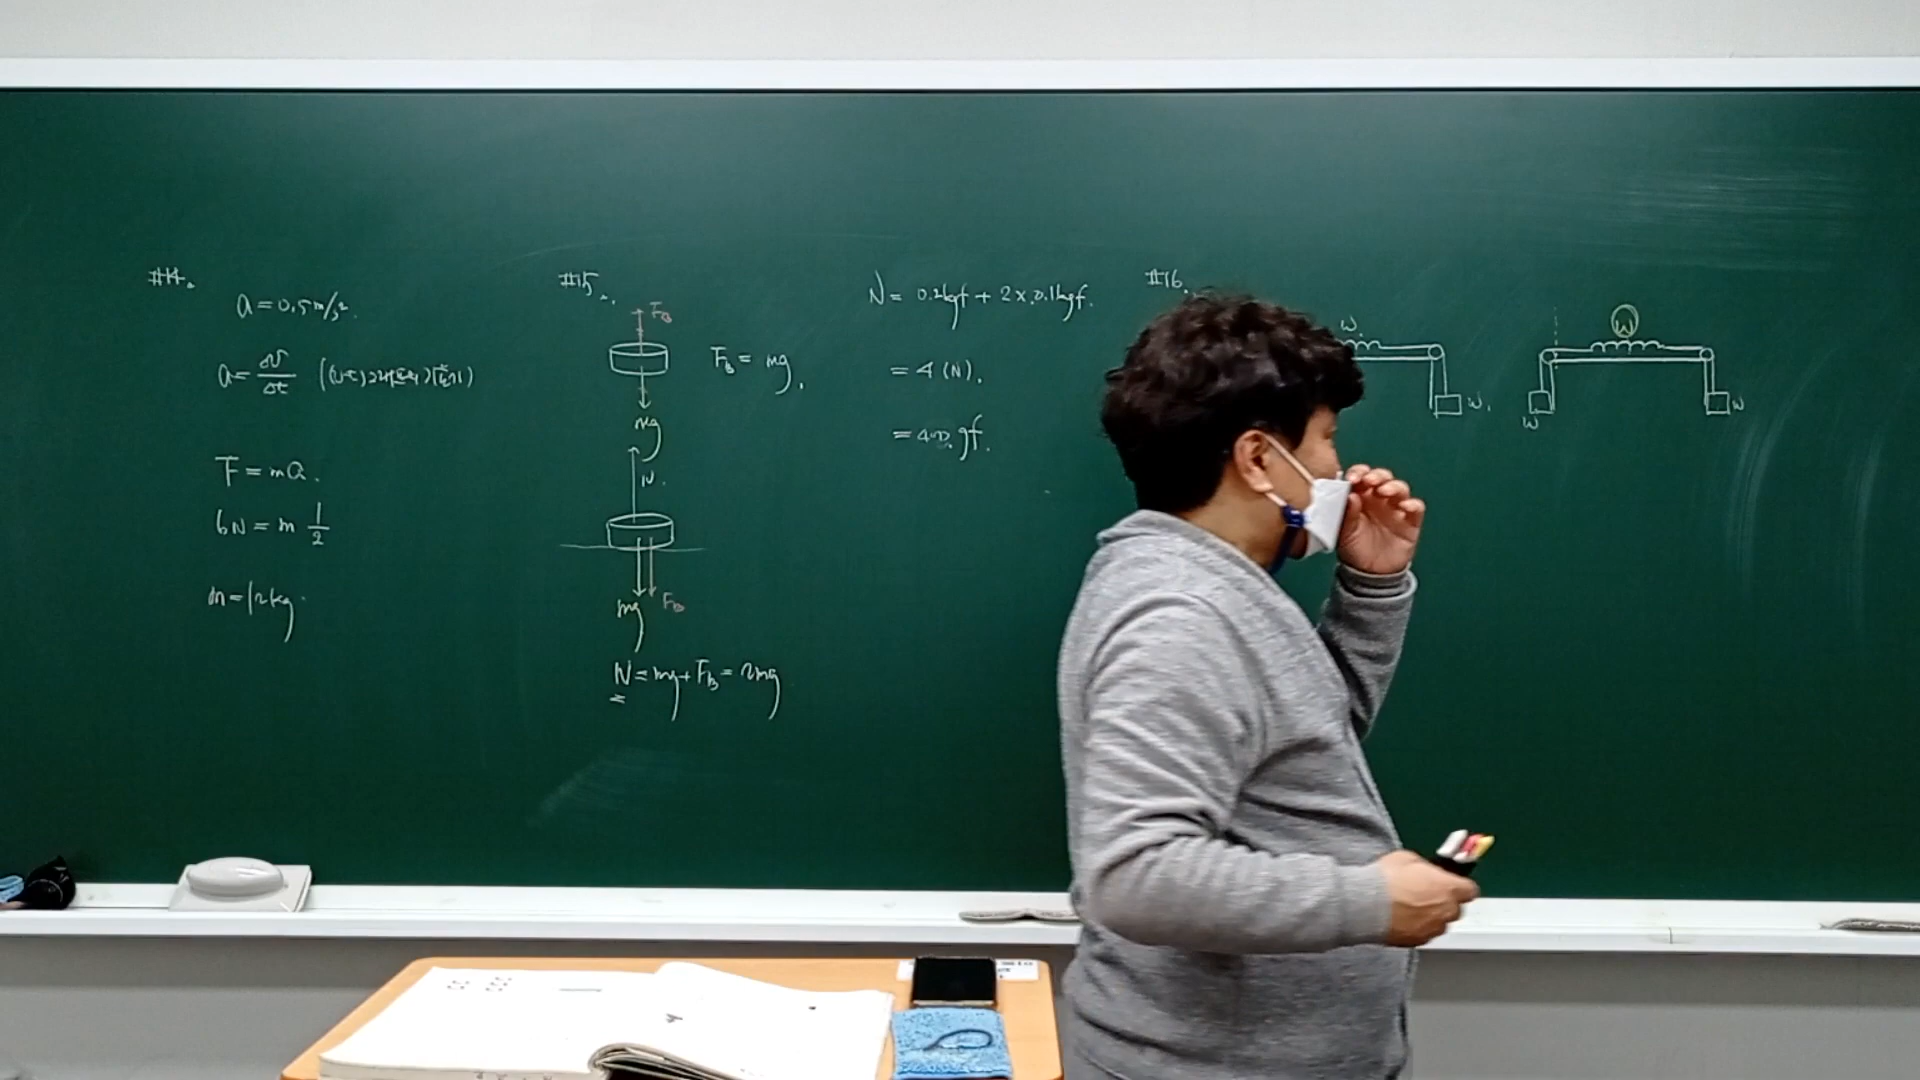 #14.
a = 0.5 m/s².
a = Δv/Δt
F = ma.
6N = m 1/2
m = 12kg.
#15.
F_B
mg
F_B = mg.
N.
mg F_B
N = mg + F_B = 2mg
N = 0.2kgf + 2 × 0.1kgf.
= 4 (N).
= 400gf.
#16.
W.
W.
W
W W